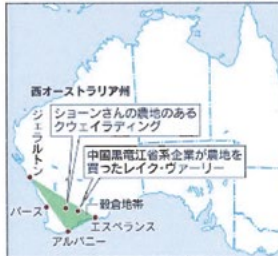 西オーストラリア州
ショーンさんの農地のある
クウェイラディング
ジェラルトン
中国黒竜江省系企業が農地を
買ったレイク・ヴァーリー
穀倉地帯
パース
エスペランス
アルバニー